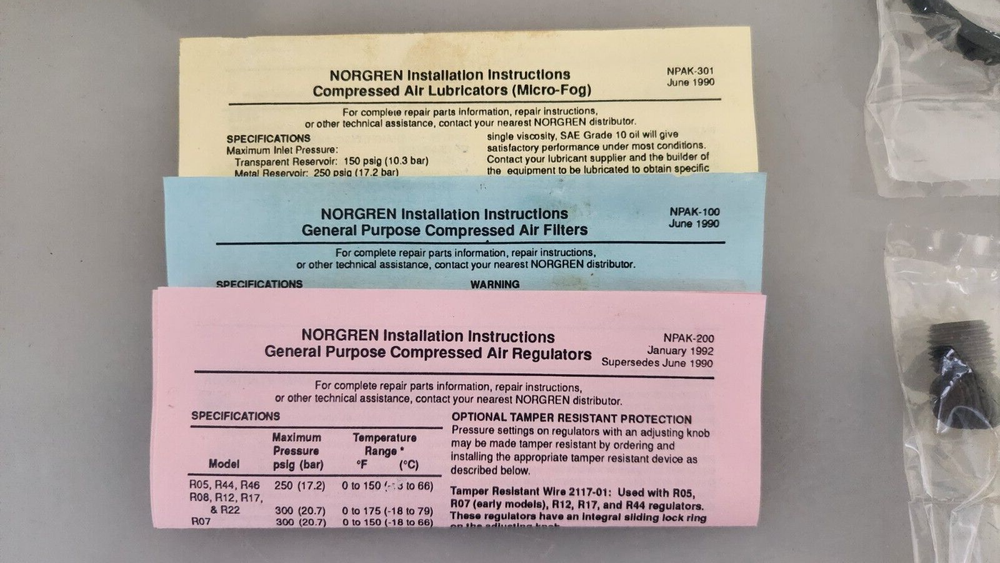 NORGREN Installation Instructions
Compressed Air Lubricators (Micro-Fog)
NPAK-301
June 1990
For complete repair parts information, repair instructions,
or other technical assistance, contact your nearest NORGREN distributor.
SPECIFICATIONS
Maximum Inlet Pressure:
Transparent Reservoir: 150 psig (10.3 bar)
Metal Reservoir: 250 psig (17.2 bar)
single viscosity, SAE Grade 10 oil will give
satisfactory performance under most conditions.
Contact your lubricant supplier and the builder of
the equipment to be lubricated to obtain specific
NORGREN Installation Instructions
General Purpose Compressed Air Filters
NPAK-100
June 1990
For complete repair parts information, repair instructions,
or other technical assistance, contact your nearest NORGREN distributor.
SPECIFICATIONS
WARNING
NORGREN Installation Instructions
General Purpose Compressed Air Regulators
NPAK-200
January 1992
Supersedes June 1990
For complete repair parts information, repair instructions,
or other technical assistance, contact your nearest NORGREN distributor.
SPECIFICATIONS
Model
Maximum
Pressure
psig (bar)
Temperature
Range *
°F (°C)
R05, R44, R46 250 (17.2) 0 to 150 to 66)
R08, R12, R17,
& R22 300 (20.7) 0 to 175 (-18 to 79)
R07 300 (20.7) 0 to 150 (-18 to 66)
OPTIONAL TAMPER RESISTANT PROTECTION
Pressure settings on regulators with an adjusting knob
may be made tamper resistant by ordering and
installing the appropriate tamper resistant device as
described below.
Tamper Resistant Wire 2117-01: Used with R05,
R07 (early models), R12, R17, and R44 regulators.
These regulators have an integral sliding lock ring
on the adjusting knob